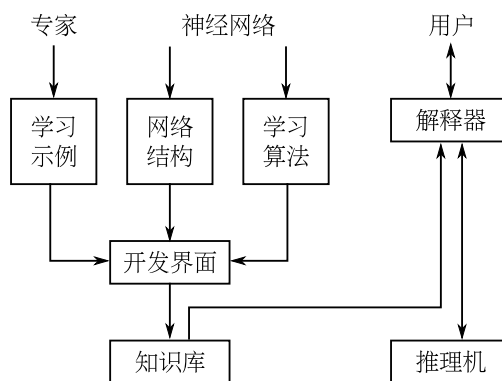 专家
神经网络
用户
学习
示例
网络
结构
学习
算法
解释器
开发界面
知识库
推理机